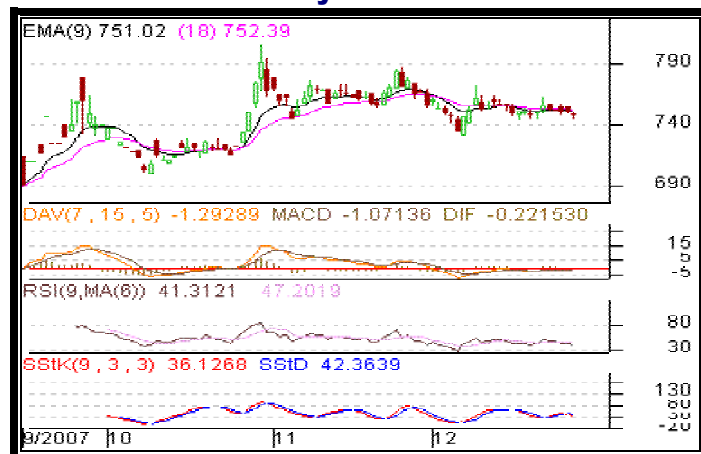 EMA(9) 751.02 (18) 752.39
790
740
690
DAV(7 , 15 , 5) -1.29289 MACD -1.07136 DIF -0.221530
15
5
-5
RSI(9,MA(6)) 41.3121 47.2019
80
30
SStK(9 , 3 , 3) 36.1268 SStD 42.3639
130
-20
9/2007 10 11 12